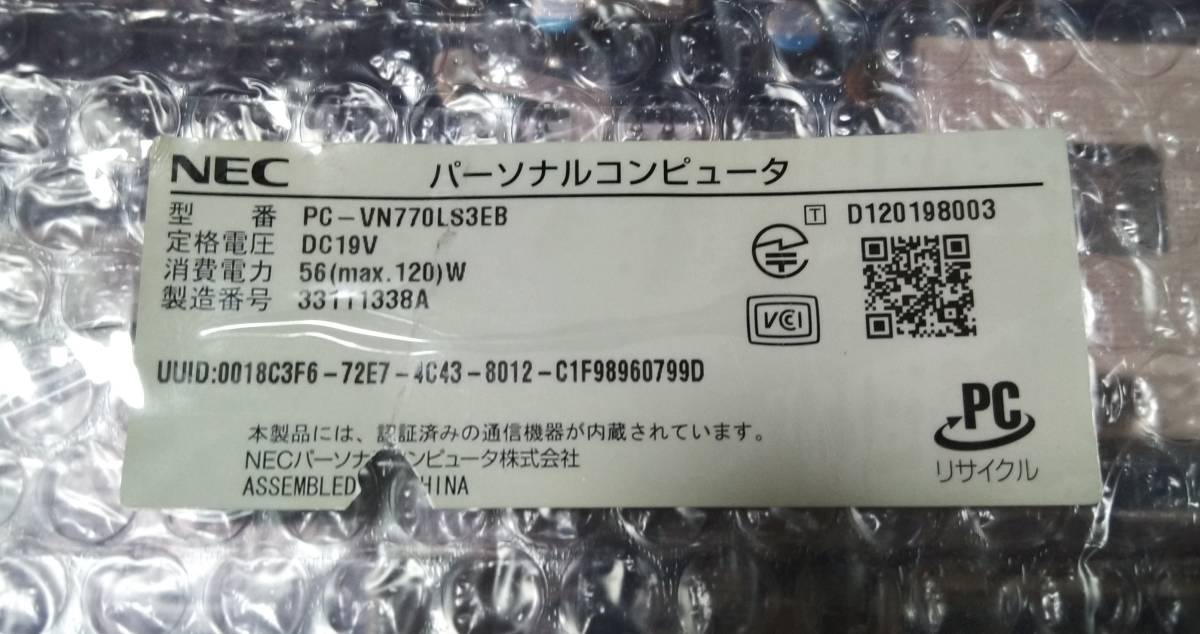 NEC パーソナルコンピュータ
型 番 PC-VN770LS3EB
T D120198003
定格電圧 DC19V
消費電力 56(max.120)W
製造番号 33111338A
VCCI
UUID:0018C3F6-72E7-4C43-8012-C1F98960799D
本製品には、認証済みの通信機器が内蔵されています。
NECパーソナルコンピュータ株式会社
ASSEMBLED CHINA
PC
リサイクル